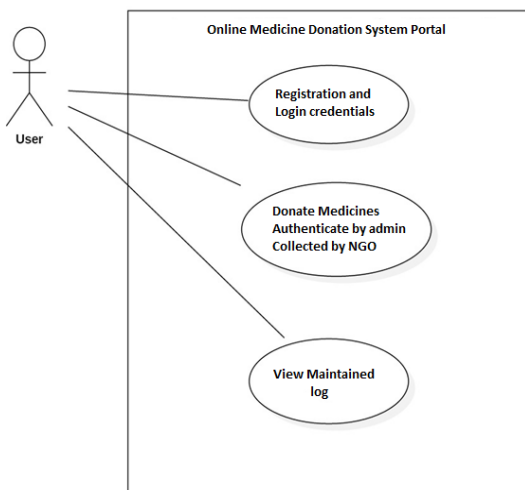 Online Medicine Donation System Portal
Registration and
Login credentials
User
Donate Medicines
Authenticate by admin
Collected by NGO
View Maintained
log